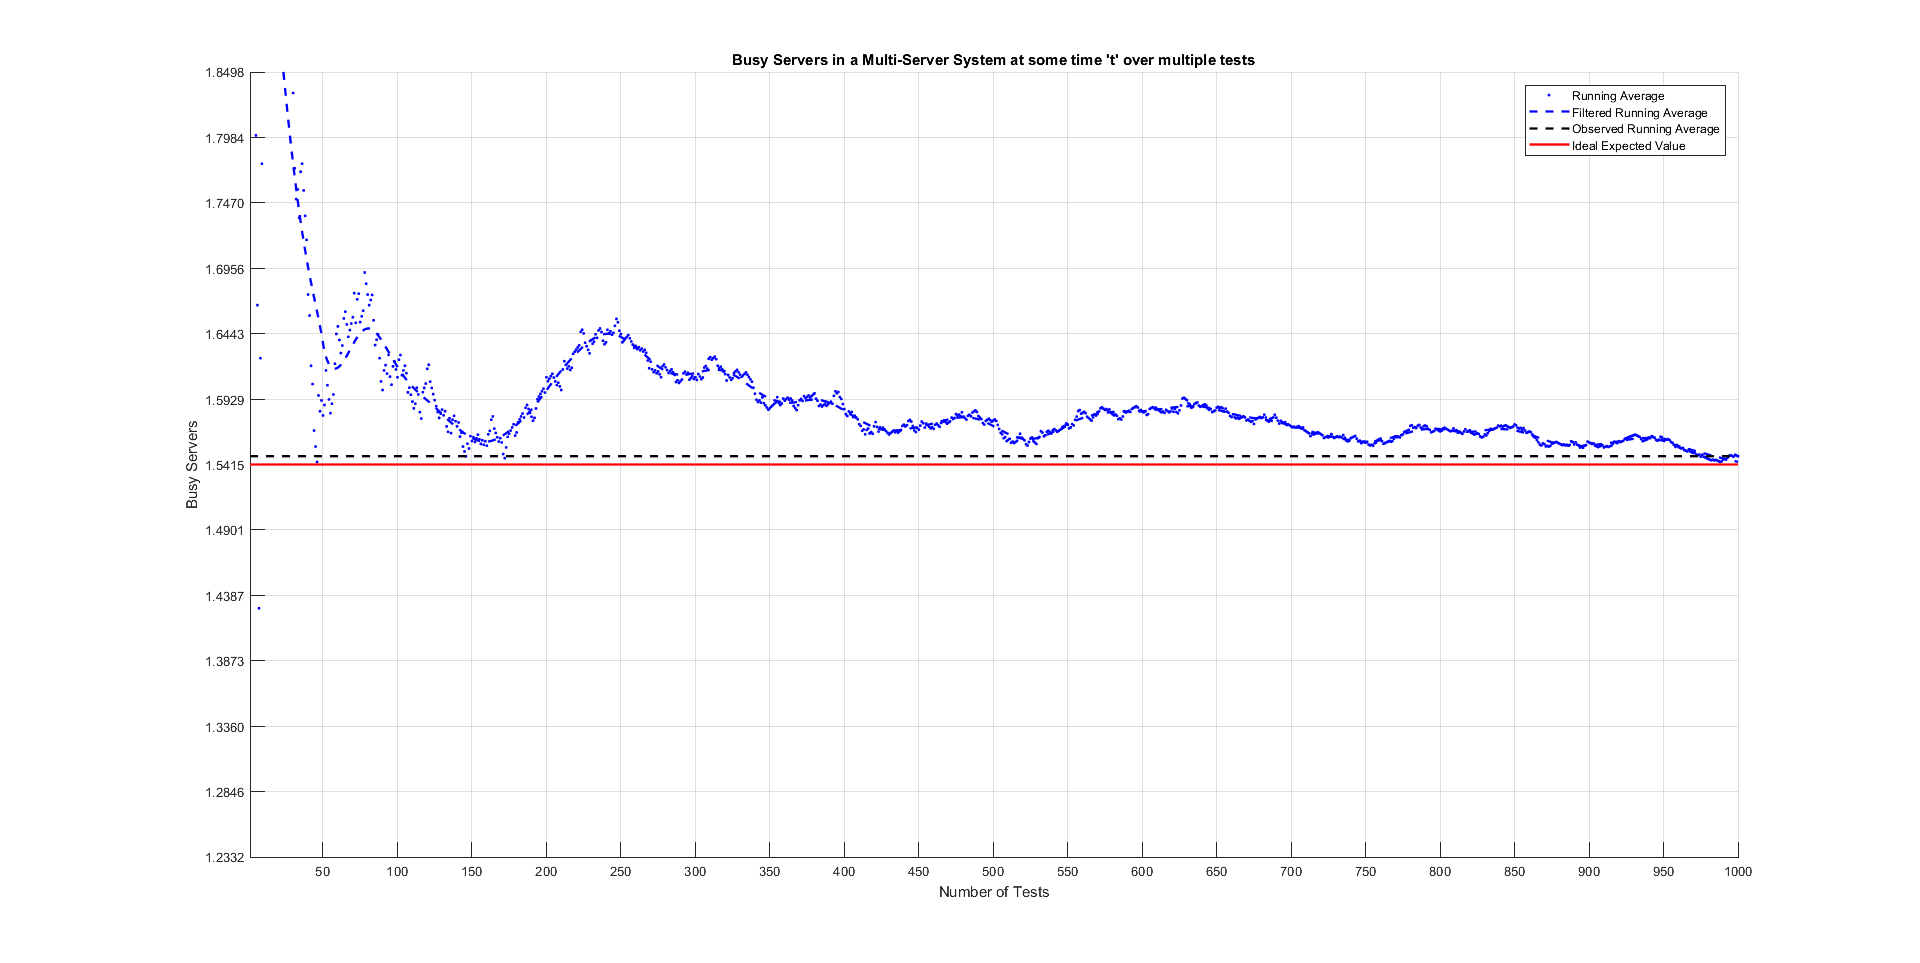 Busy Servers in a Multi-Server System at some time 't' over multiple tests
Running Average
Filtered Running Average
Observed Running Average
Ideal Expected Value
Busy Servers
1.8498
1.7984
1.7470
1.6956
1.6443
1.5929
1.5415
1.4901
1.4387
1.3873
1.3360
1.2846
1.2332
50 100 150 200 250 300 350 400 450 500 550 600 650 700 750 800 850 900 950 1000
Number of Tests